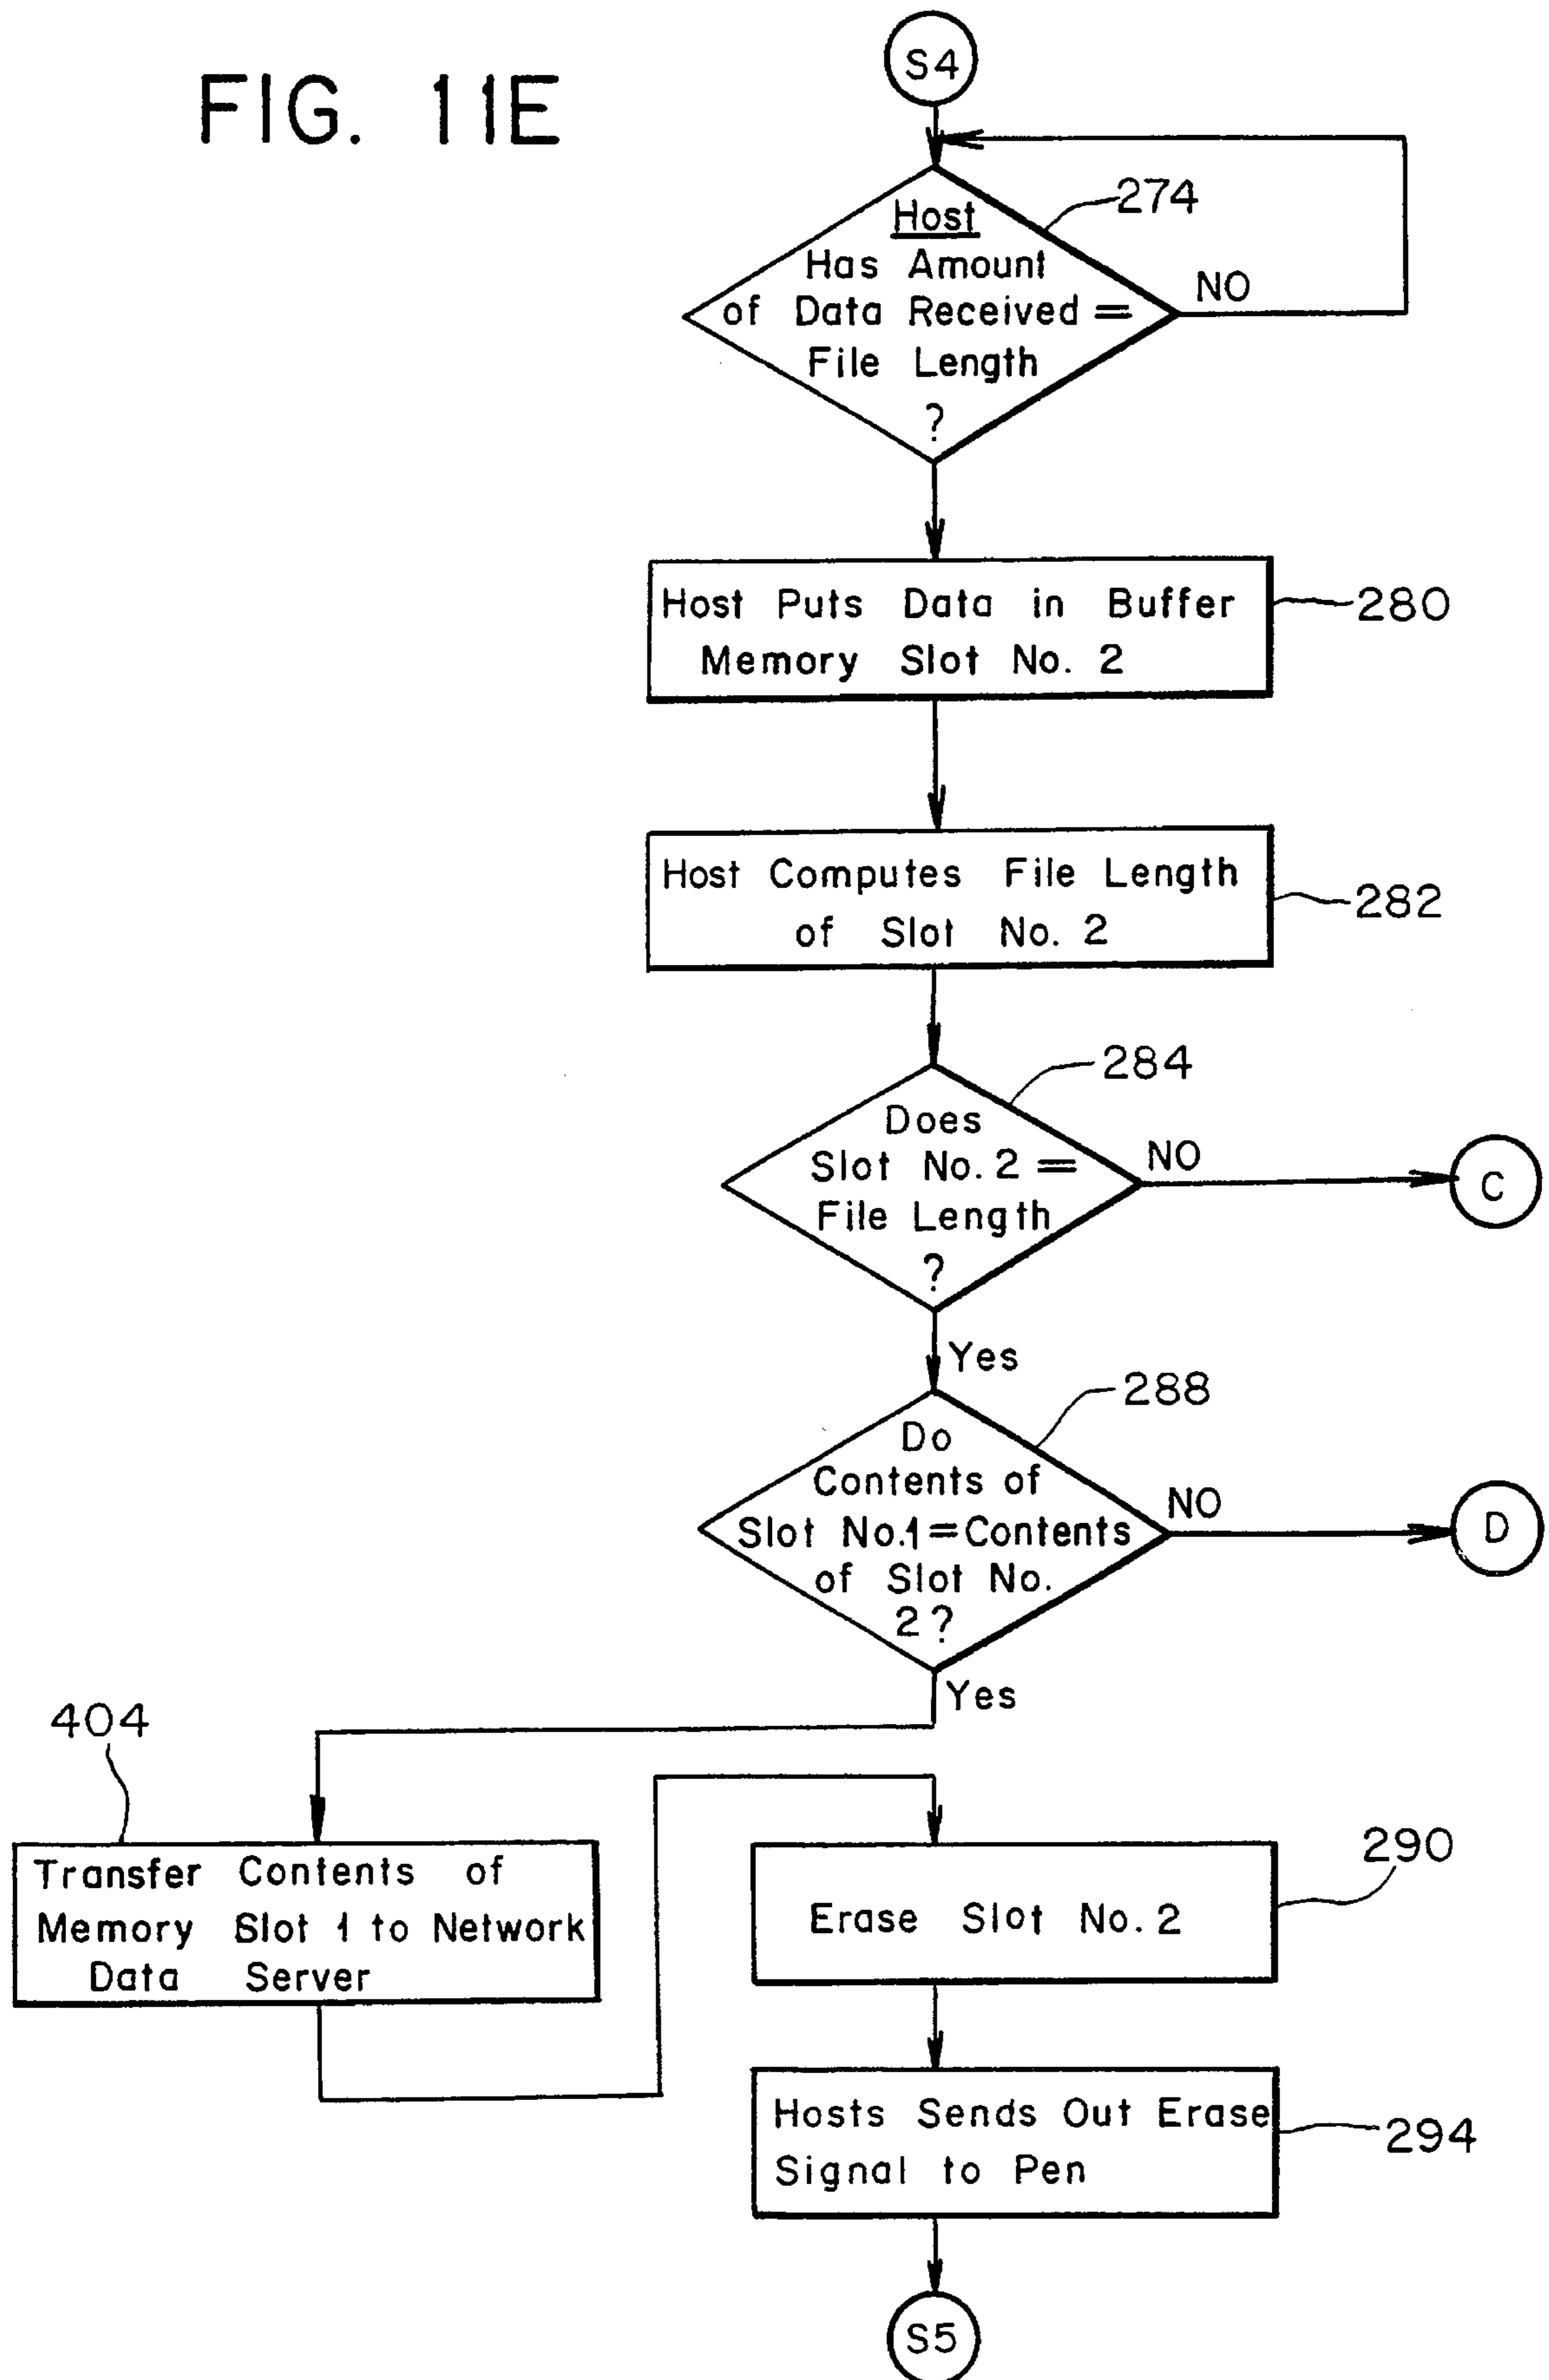 FIG. 11E
S4
274
Host
Has Amount
of Data Received =
File Length
?
NO
Host Puts Data in Buffer
Memory Slot No. 2
280
Host Computes File Length
of Slot No. 2
282
284
Does
Slot No. 2 =
File Length
?
NO
C
Yes
288
Do
Contents of
Slot No.1 = Contents
of Slot No.
2?
NO
D
Yes
404
Transfer Contents of
Memory Slot 1 to Network
Data Server
290
Erase Slot No. 2
Hosts Sends Out Erase
Signal to Pen
294
S5